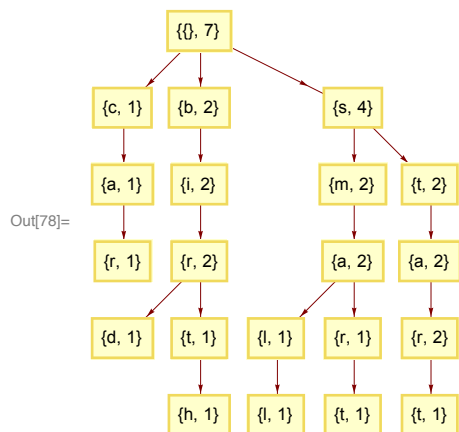 {{}, 7}
{c, 1} {b, 2} {s, 4}
{a, 1} {i, 2} {m, 2} {t, 2}
Out[78]=
{r, 1} {r, 2} {a, 2} {a, 2}
{d, 1} {t, 1} {l, 1} {r, 1} {r, 2}
{h, 1} {l, 1} {t, 1} {t, 1}